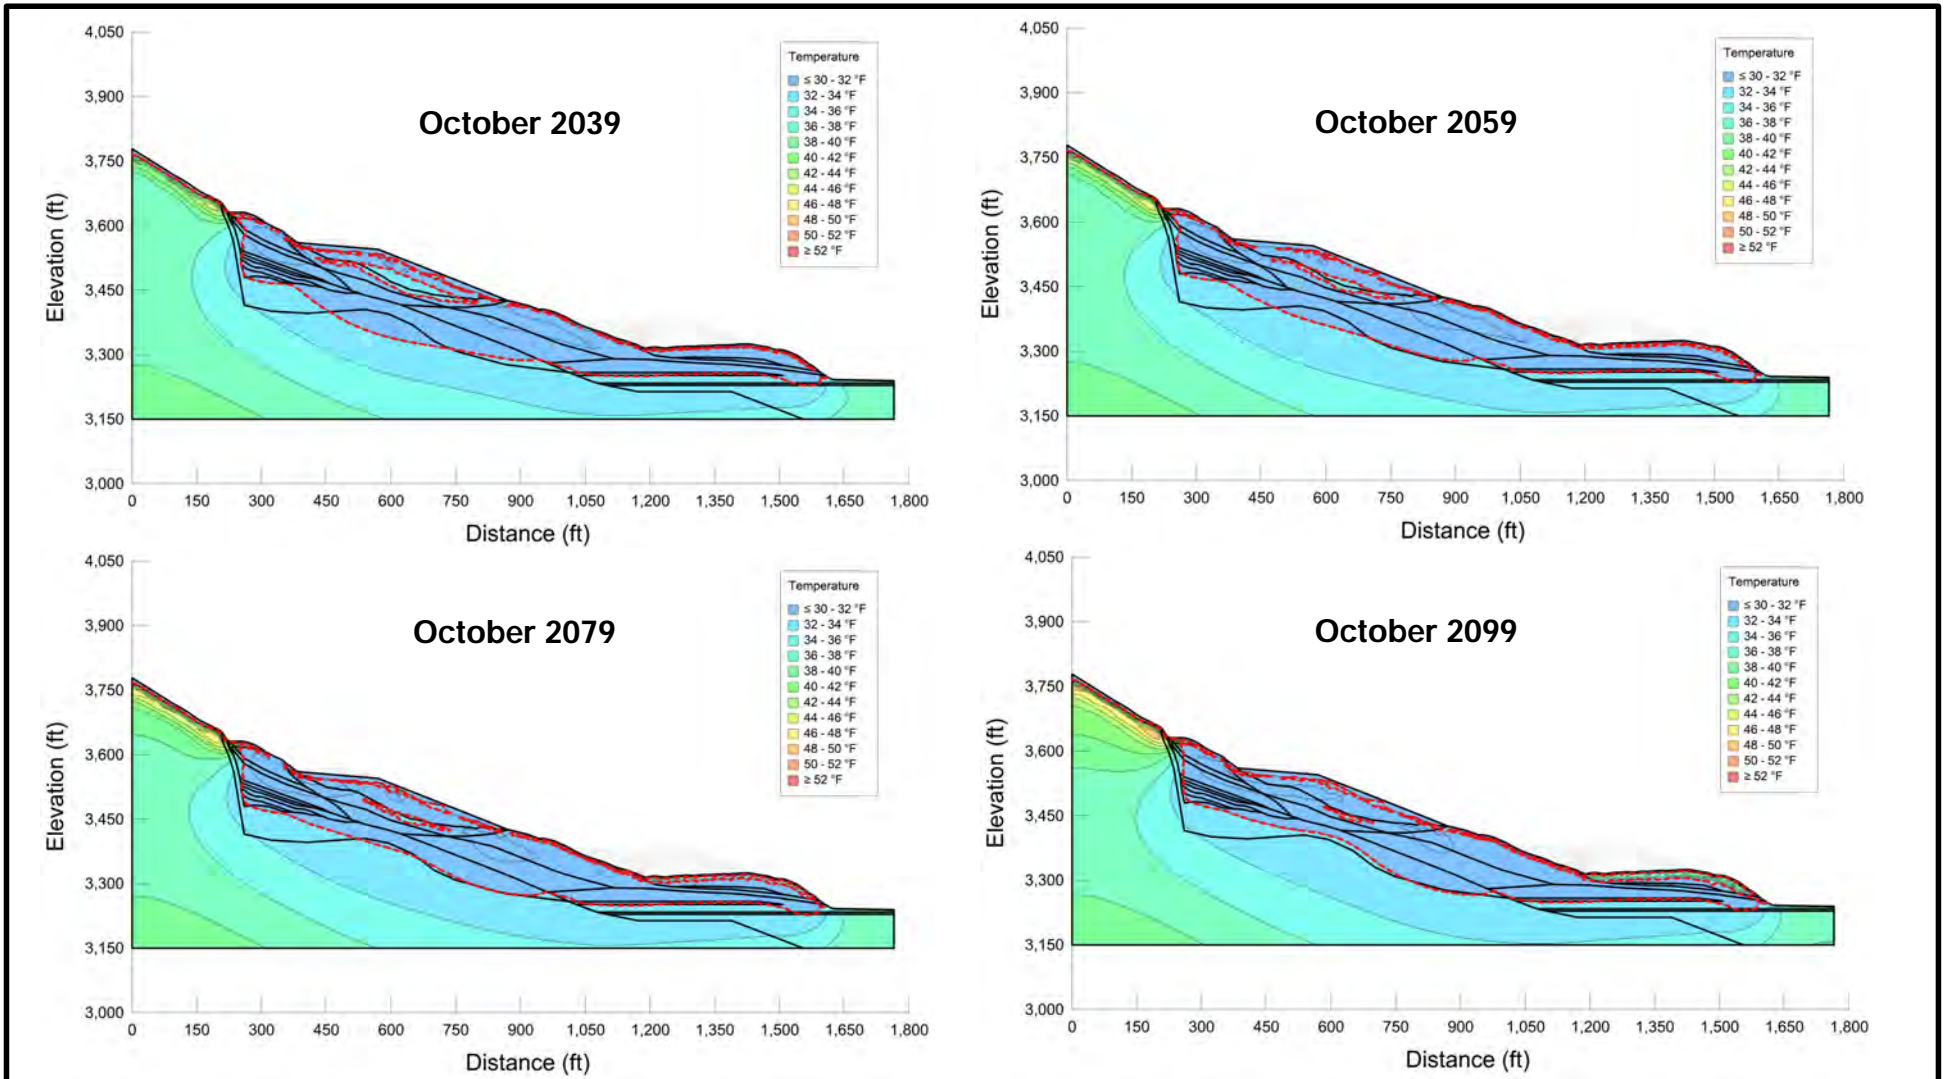 October 2039
Temperature
≤ 30 - 32 °F
32 - 34 °F
34 - 36 °F
36 - 38 °F
38 - 40 °F
40 - 42 °F
42 - 44 °F
44 - 46 °F
46 - 48 °F
48 - 50 °F
50 - 52 °F
≥ 52 °F
Elevation (ft)
4,050
3,900
3,750
3,600
3,450
3,300
3,150
3,000
0 150 300 450 600 750 900 1,050 1,200 1,350 1,500 1,650 1,800
Distance (ft)
October 2059
Temperature
≤ 30 - 32 °F
32 - 34 °F
34 - 36 °F
36 - 38 °F
38 - 40 °F
40 - 42 °F
42 - 44 °F
44 - 46 °F
46 - 48 °F
48 - 50 °F
50 - 52 °F
≥ 52 °F
Elevation (ft)
4,050
3,900
3,750
3,600
3,450
3,300
3,150
3,000
0 150 300 450 600 750 900 1,050 1,200 1,350 1,500 1,650 1,800
Distance (ft)
October 2079
Temperature
≤ 30 - 32 °F
32 - 34 °F
34 - 36 °F
36 - 38 °F
38 - 40 °F
40 - 42 °F
42 - 44 °F
44 - 46 °F
46 - 48 °F
48 - 50 °F
50 - 52 °F
≥ 52 °F
Elevation (ft)
4,050
3,900
3,750
3,600
3,450
3,300
3,150
3,000
0 150 300 450 600 750 900 1,050 1,200 1,350 1,500 1,650 1,800
Distance (ft)
October 2099
Temperature
≤ 30 - 32 °F
32 - 34 °F
34 - 36 °F
36 - 38 °F
38 - 40 °F
40 - 42 °F
42 - 44 °F
44 - 46 °F
46 - 48 °F
48 - 50 °F
50 - 52 °F
≥ 52 °F
Elevation (ft)
4,050
3,900
3,750
3,600
3,450
3,300
3,150
3,000
0 150 300 450 600 750 900 1,050 1,200 1,350 1,500 1,650 1,800
Distance (ft)